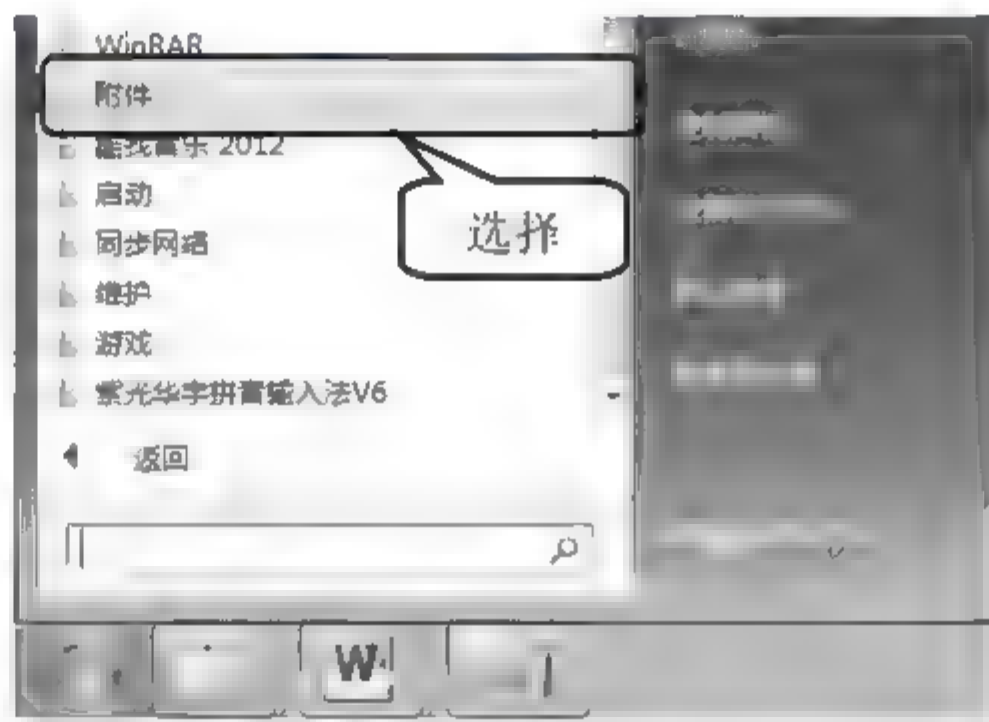 WinRAR
附件
酷我音乐 2012
启动
选择
同步网络
维护
游戏
紫光华宇拼音输入法V6
返回
W